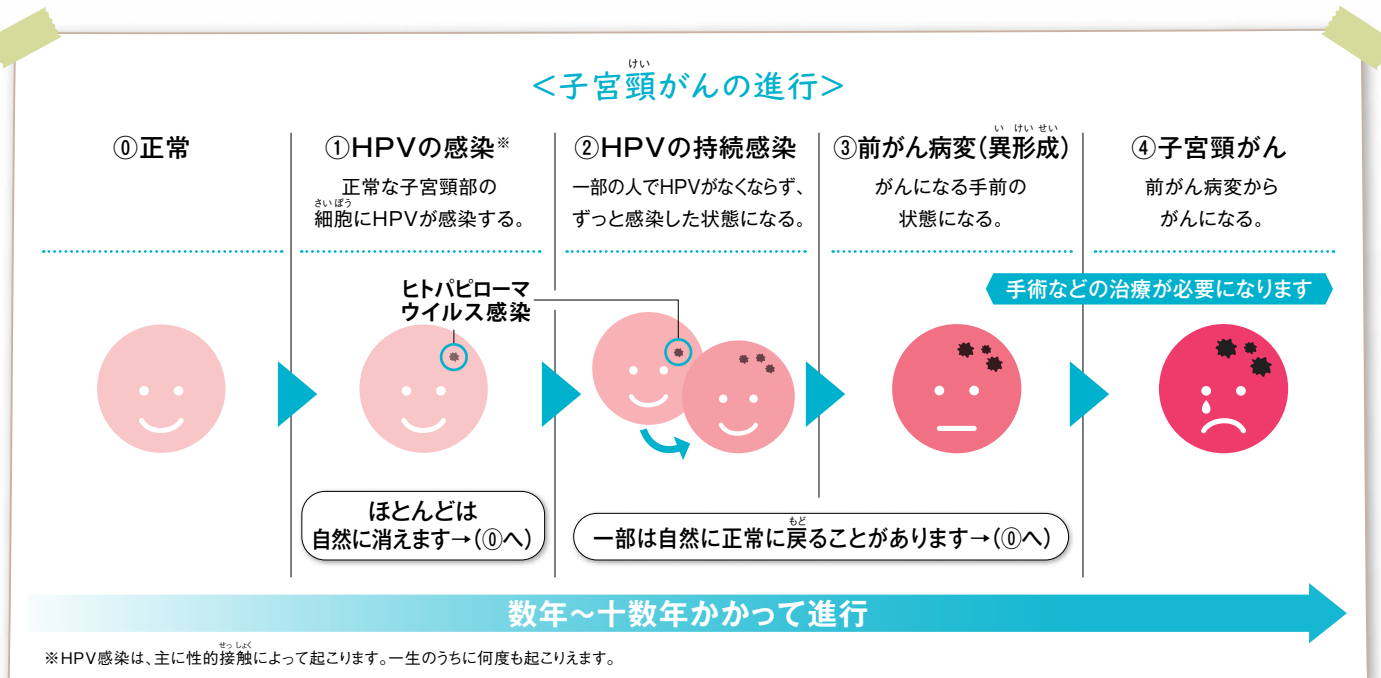 ＜子宮頸がんの進行＞
けい
⓪正常
①HPVの感染※
正常な子宮頸部の
細胞にHPVが感染する。
さいぼう
②HPVの持続感染
一部の人でHPVがなくならず、
ずっと感染した状態になる。
③前がん病変（異形成）
い けい せい
がんになる手前の
状態になる。
④子宮頸がん
前がん病変から
がんになる。
手術などの治療が必要になります
ヒトパピローマ
ウイルス感染
ほとんどは
自然に消えます→（⓪へ）
一部は自然に正常に戻ることがあります→（⓪へ）
もど
数年～十数年かかって進行
※HPV感染は、主に性的接触によって起こります。一生のうちに何度も起こりえます。
せっしょく